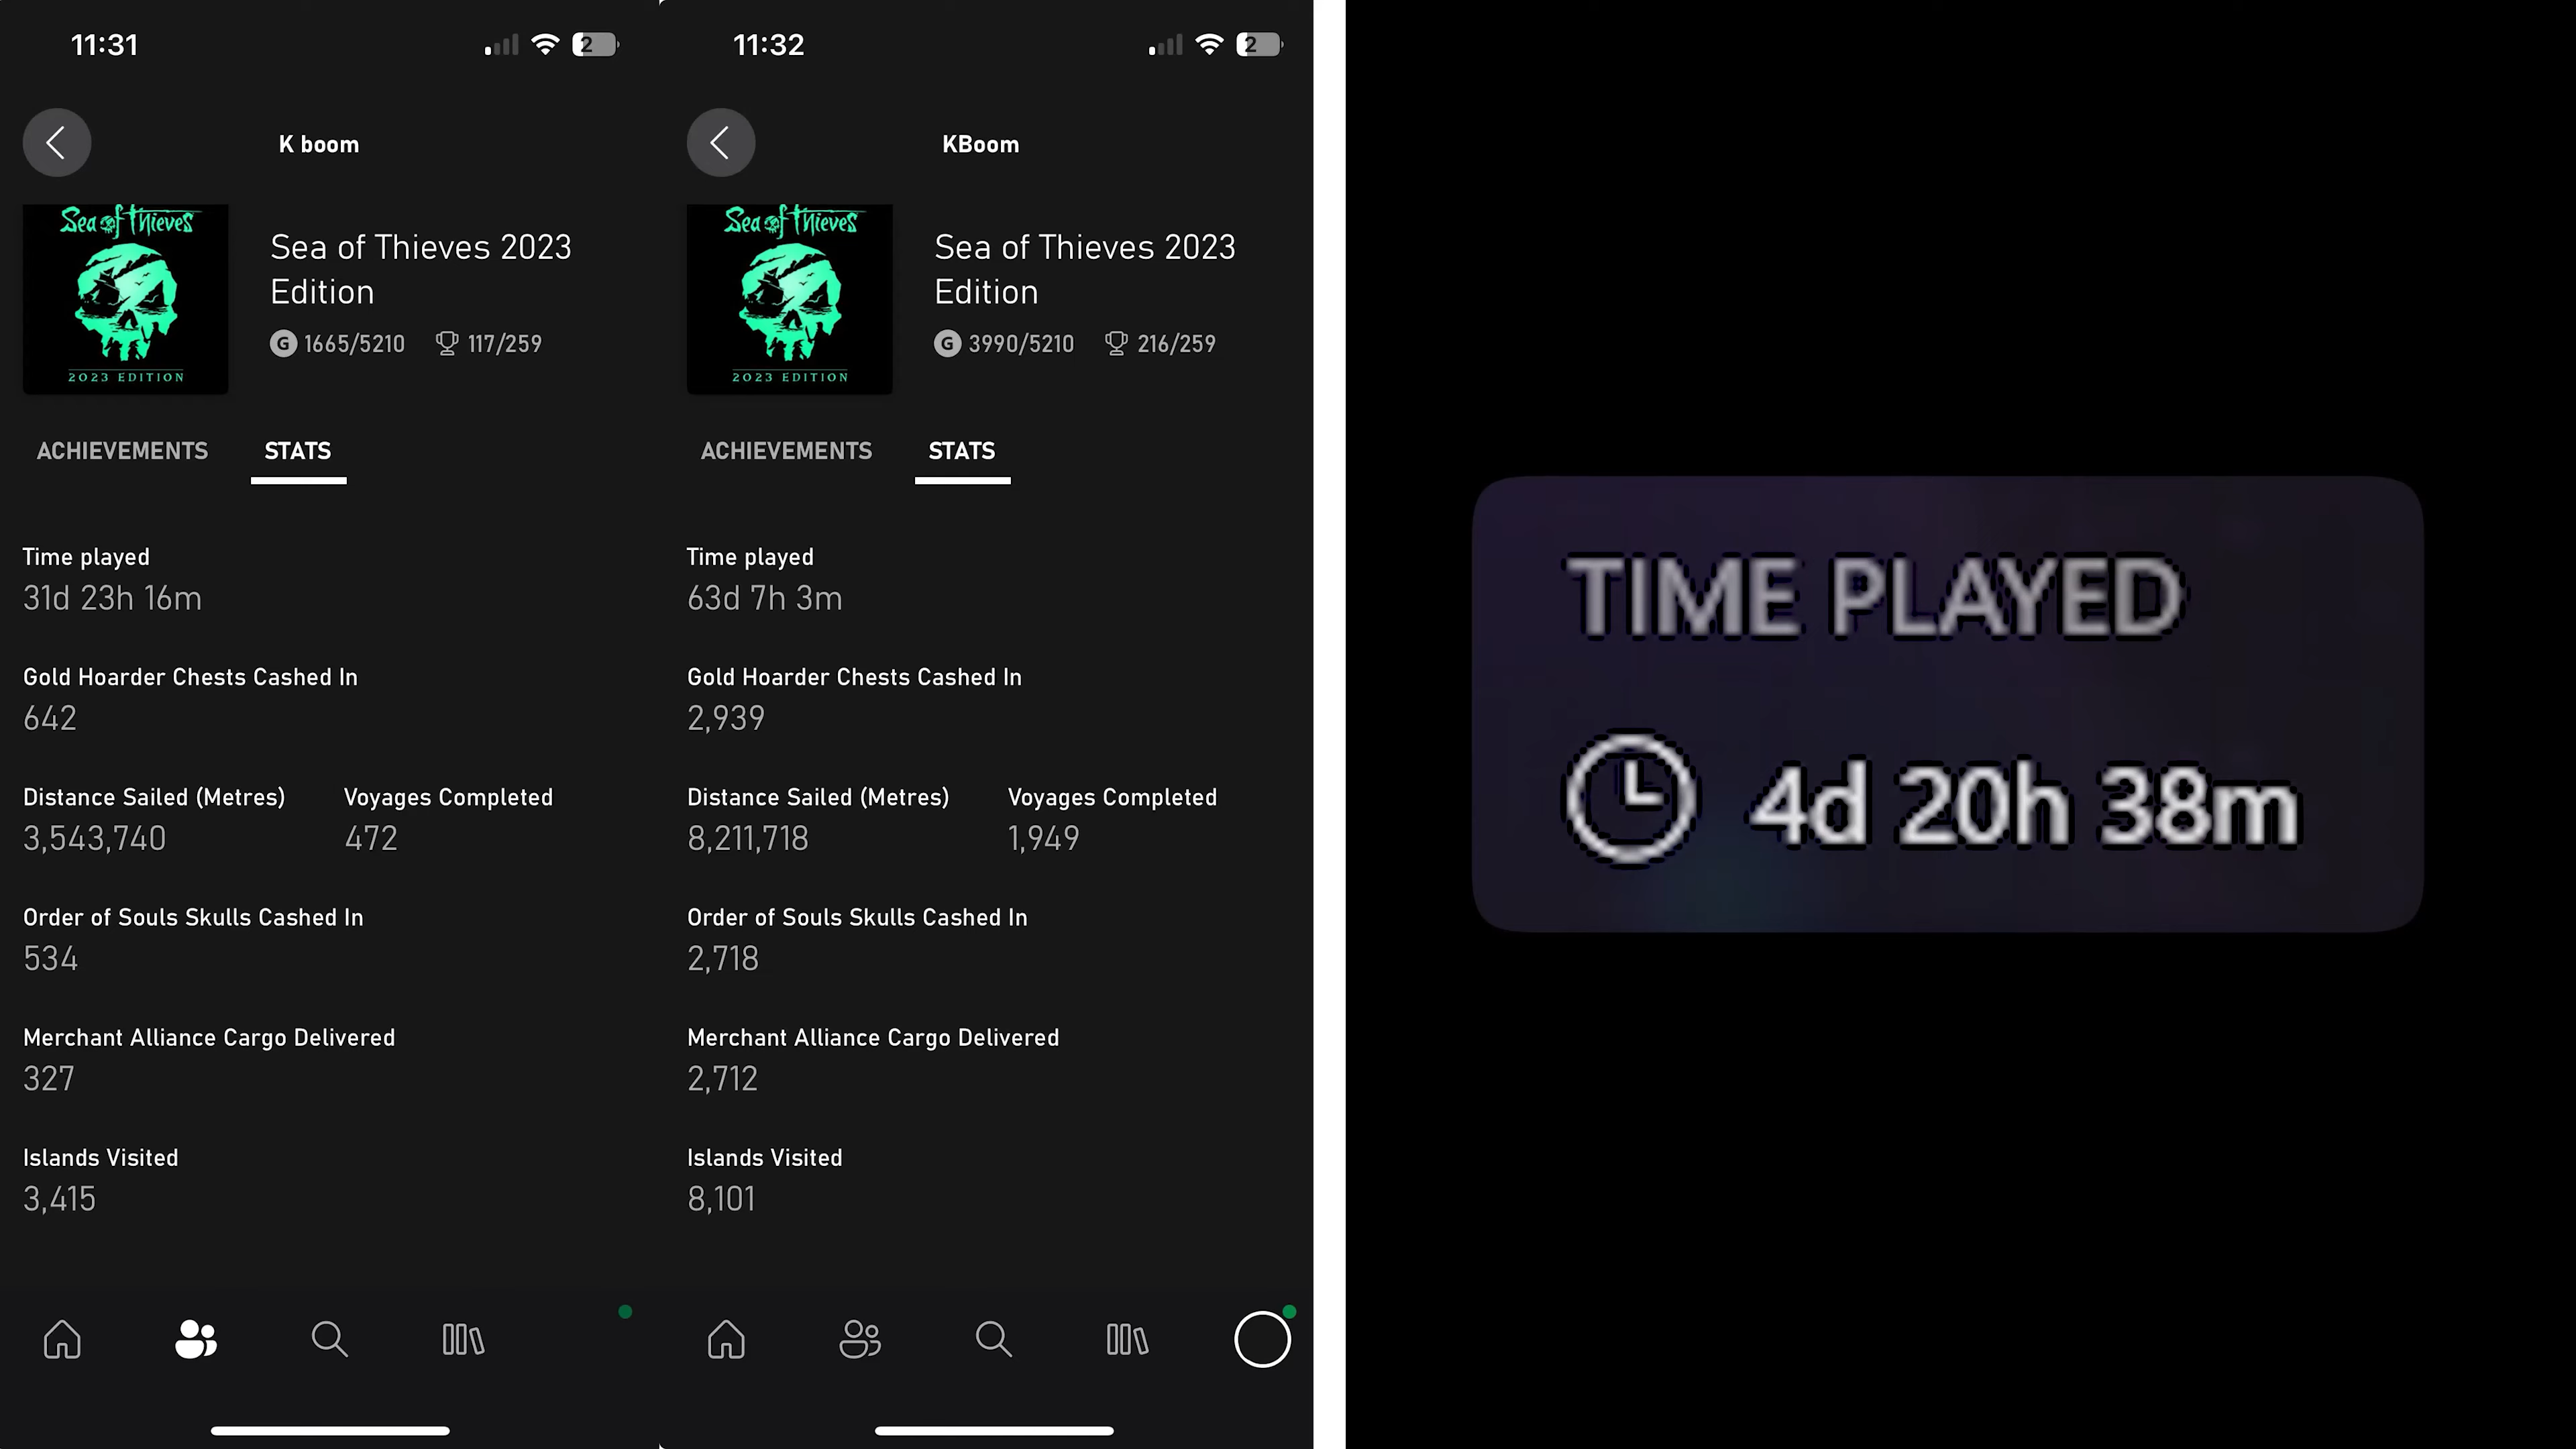 11:31
2
K boom
Sea of Thieves
2023 EDITION
Sea of Thieves 2023
Edition
G 1665/5210 117/259
ACHIEVEMENTS STATS
Time played
31d 23h 16m
Gold Hoarder Chests Cashed In
642
Distance Sailed (Metres) Voyages Completed
3,543,740 472
Order of Souls Skulls Cashed In
534
Merchant Alliance Cargo Delivered
327
Islands Visited
3,415
11:32
2
KBoom
Sea of Thieves
2023 EDITION
Sea of Thieves 2023
Edition
G 3990/5210 216/259
ACHIEVEMENTS STATS
Time played
63d 7h 3m
Gold Hoarder Chests Cashed In
2,939
Distance Sailed (Metres) Voyages Completed
8,211,718 1,949
Order of Souls Skulls Cashed In
2,718
Merchant Alliance Cargo Delivered
2,712
Islands Visited
8,101
TIME PLAYED
4d 20h 38m